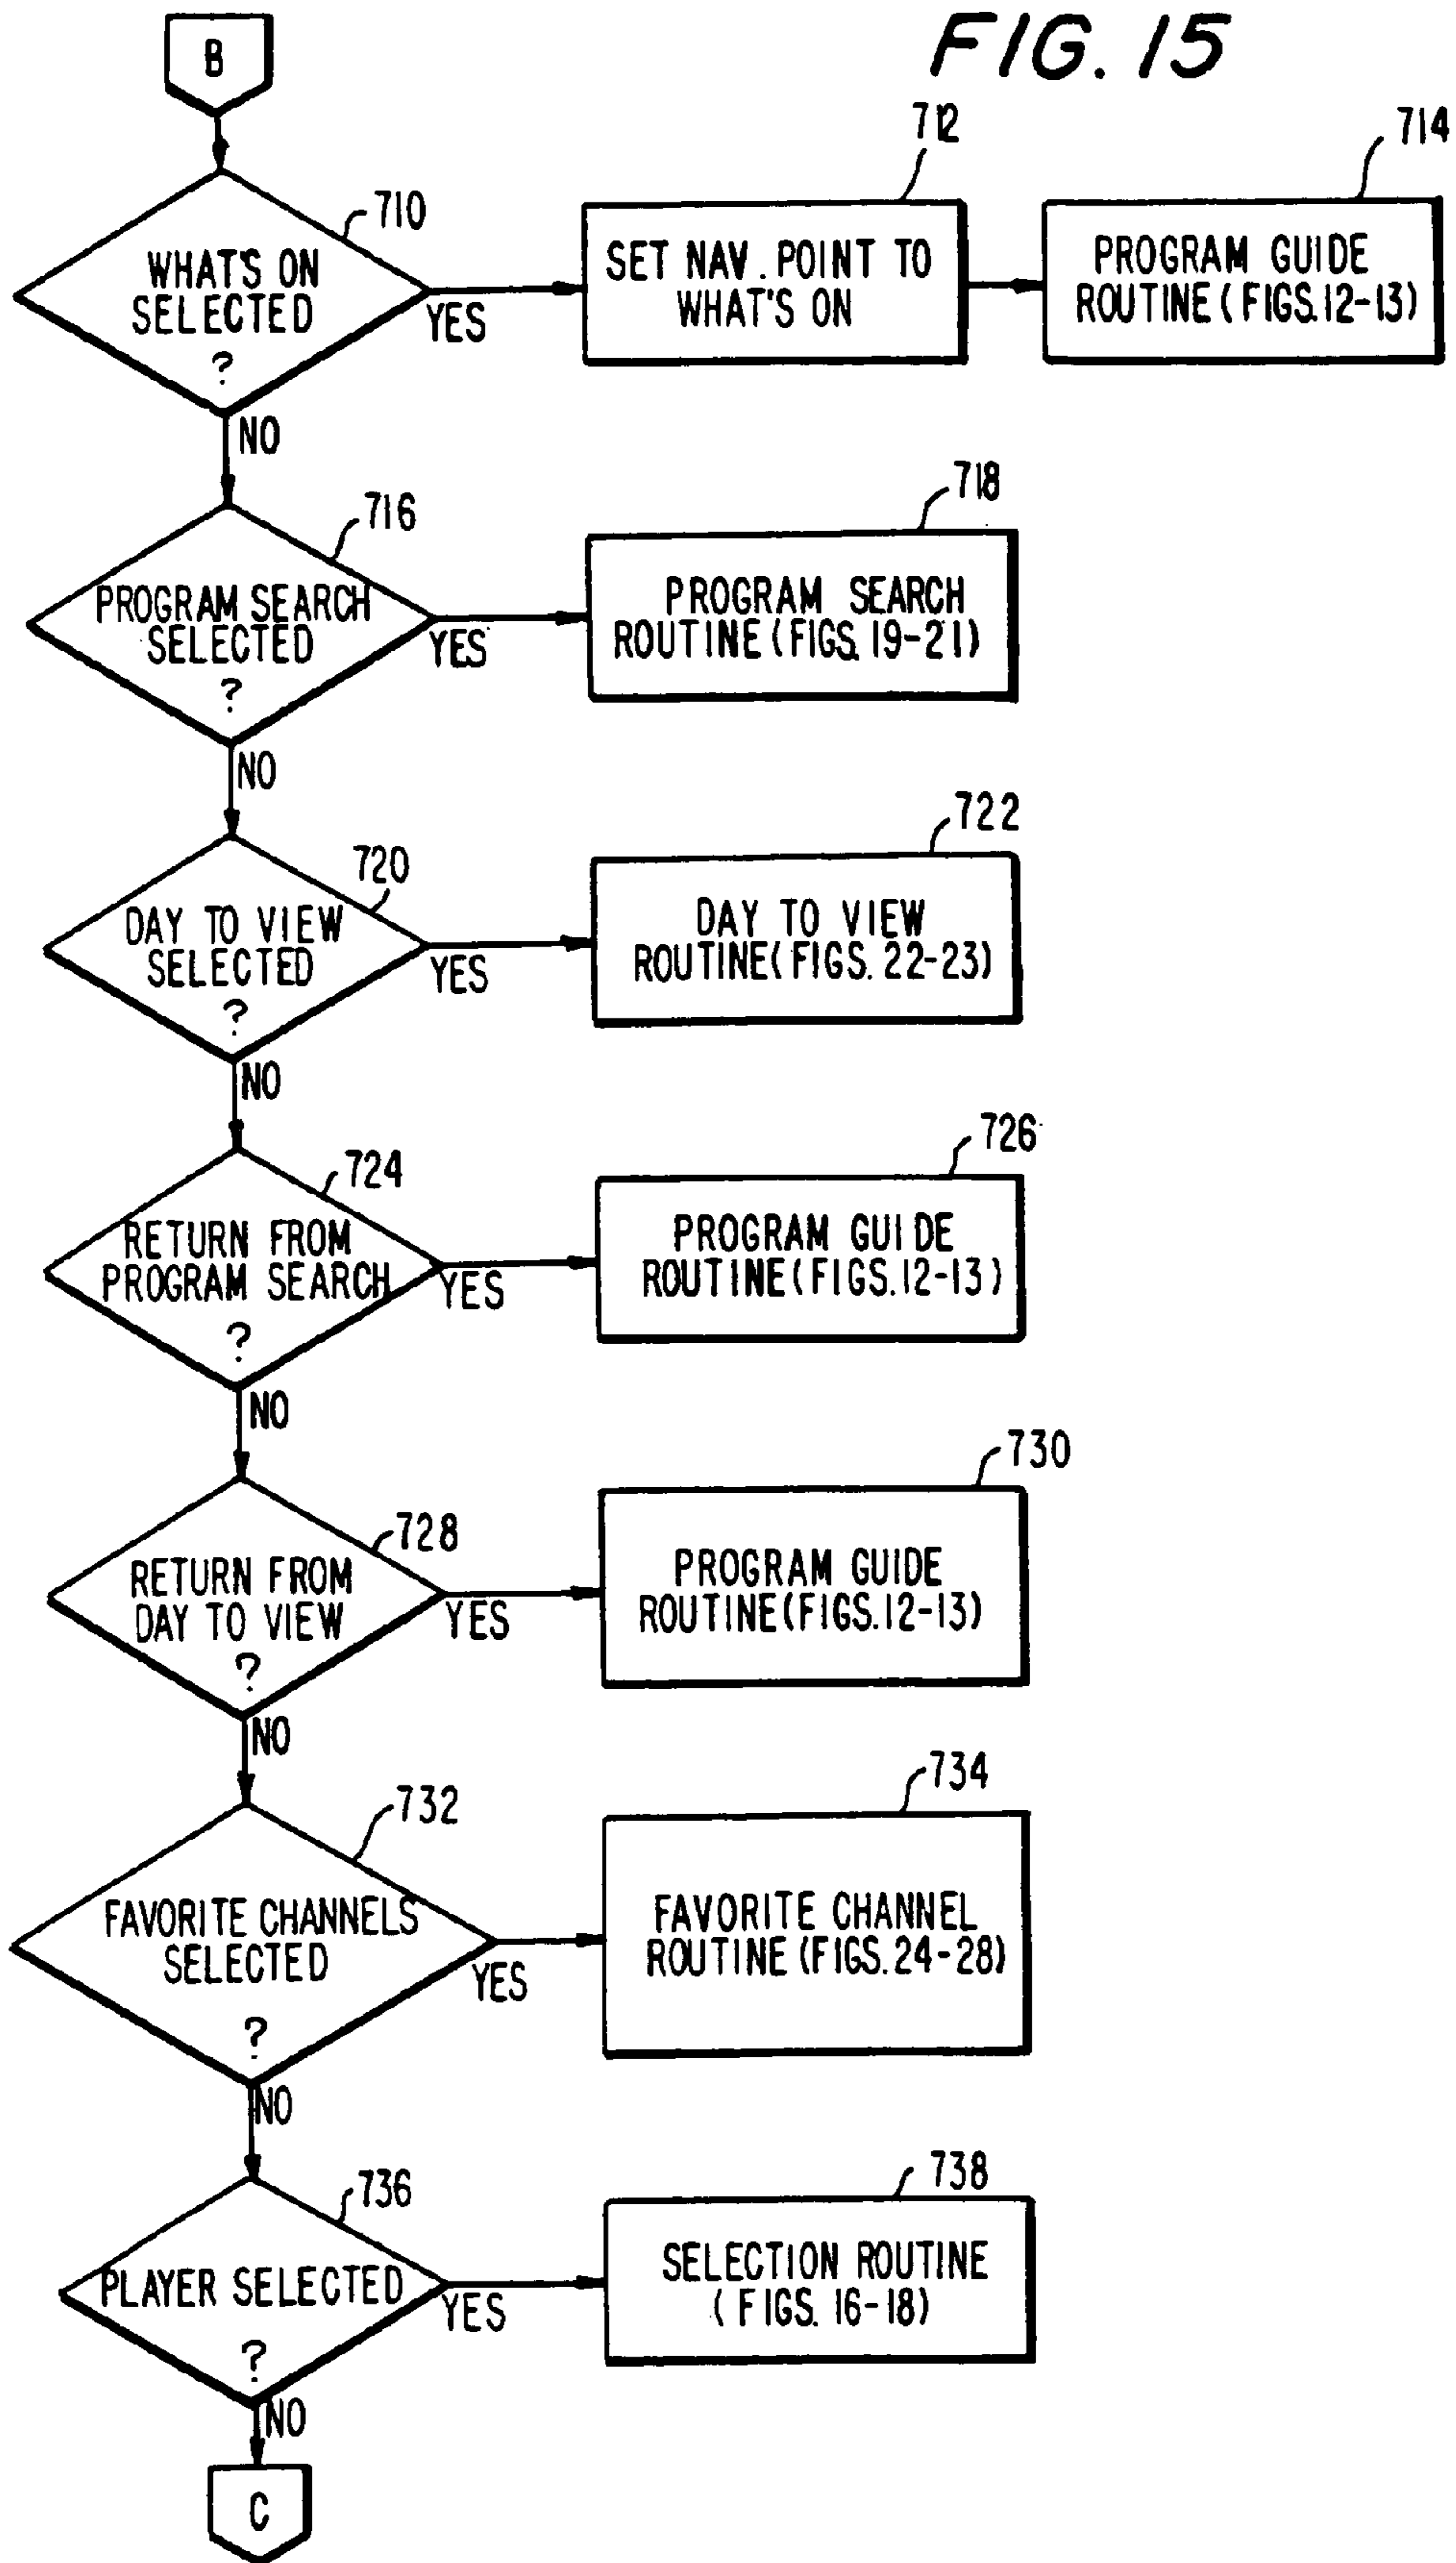 FIG. 15
B
710
WHAT'S ON
SELECTED
?
YES
NO
712
SET NAV. POINT TO
WHAT'S ON
714
PROGRAM GUIDE
ROUTINE (FIGS. 12-13)
716
PROGRAM SEARCH
SELECTED
?
YES
NO
718
PROGRAM SEARCH
ROUTINE (FIGS. 19-21)
720
DAY TO VIEW
SELECTED
?
YES
NO
722
DAY TO VIEW
ROUTINE (FIGS. 22-23)
724
RETURN FROM
PROGRAM SEARCH
?
YES
NO
726
PROGRAM GUIDE
ROUTINE (FIGS. 12-13)
728
RETURN FROM
DAY TO VIEW
?
YES
NO
730
PROGRAM GUIDE
ROUTINE (FIGS. 12-13)
732
FAVORITE CHANNELS
SELECTED
?
YES
NO
734
FAVORITE CHANNEL
ROUTINE (FIGS. 24-28)
736
PLAYER SELECTED
?
YES
NO
738
SELECTION ROUTINE
(FIGS. 16-18)
C